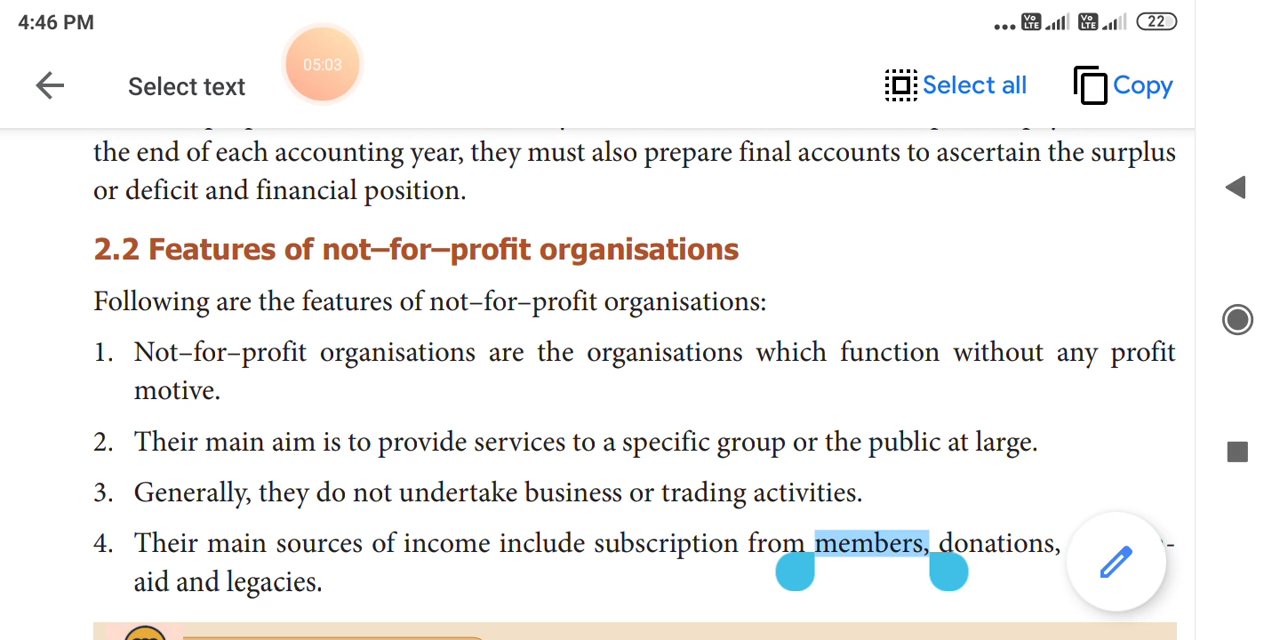 4:46 PM
22
Select text
05:03
Select all
Copy
the end of each accounting year, they must also prepare final accounts to ascertain the surplus
or deficit and financial position.
2.2 Features of not–for–profit organisations
Following are the features of not–for–profit organisations:
1. Not–for–profit organisations are the organisations which function without any profit
motive.
2. Their main aim is to provide services to a specific group or the public at large.
3. Generally, they do not undertake business or trading activities.
4. Their main sources of income include subscription from members, donations,
aid and legacies.